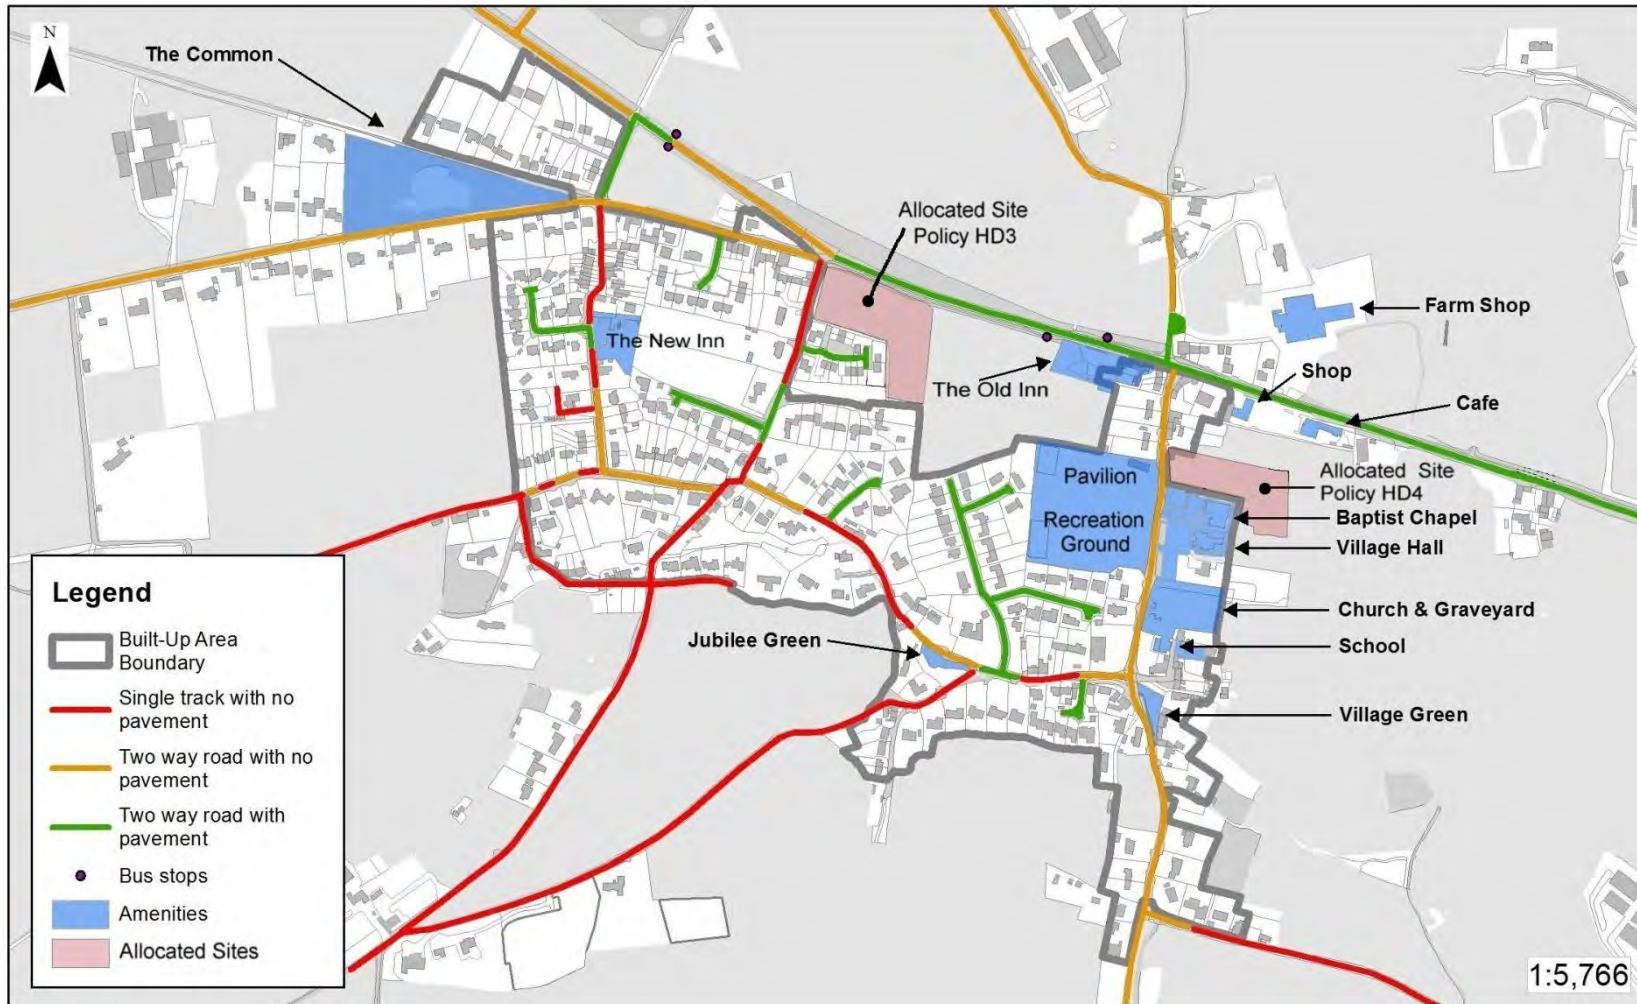 N
The Common
Allocated Site
Policy HD3
Farm Shop
The New Inn
The Old Inn
Shop
Cafe
Pavilion
Allocated Site
Policy HD4
Recreation
Ground
Baptist Chapel
Village Hall
Church & Graveyard
Jubilee Green
School
Village Green
Legend
Built-Up Area
Boundary
Single track with no
pavement
Two way road with no
pavement
Two way road with
pavement
Bus stops
Amenities
Allocated Sites
1:5,766